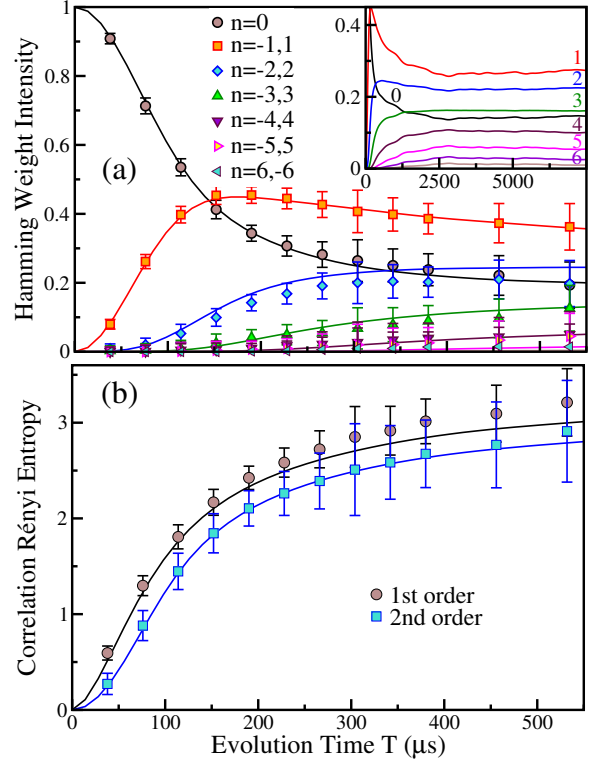 1
0.8
0.6
0.4
0.2
0
Hamming Weight Intensity
(a)
n=0
n=-1,1
n=-2,2
n=-3,3
n=-4,4
n=-5,5
n=6,-6
0.4
0.2
0
0
2500
5000
1
2
0
3
4
5
6
(b)
3
2
1
0
Correlation Rényi Entropy
1st order
2nd order
0
100
200
300
400
500
Evolution Time T (μs)